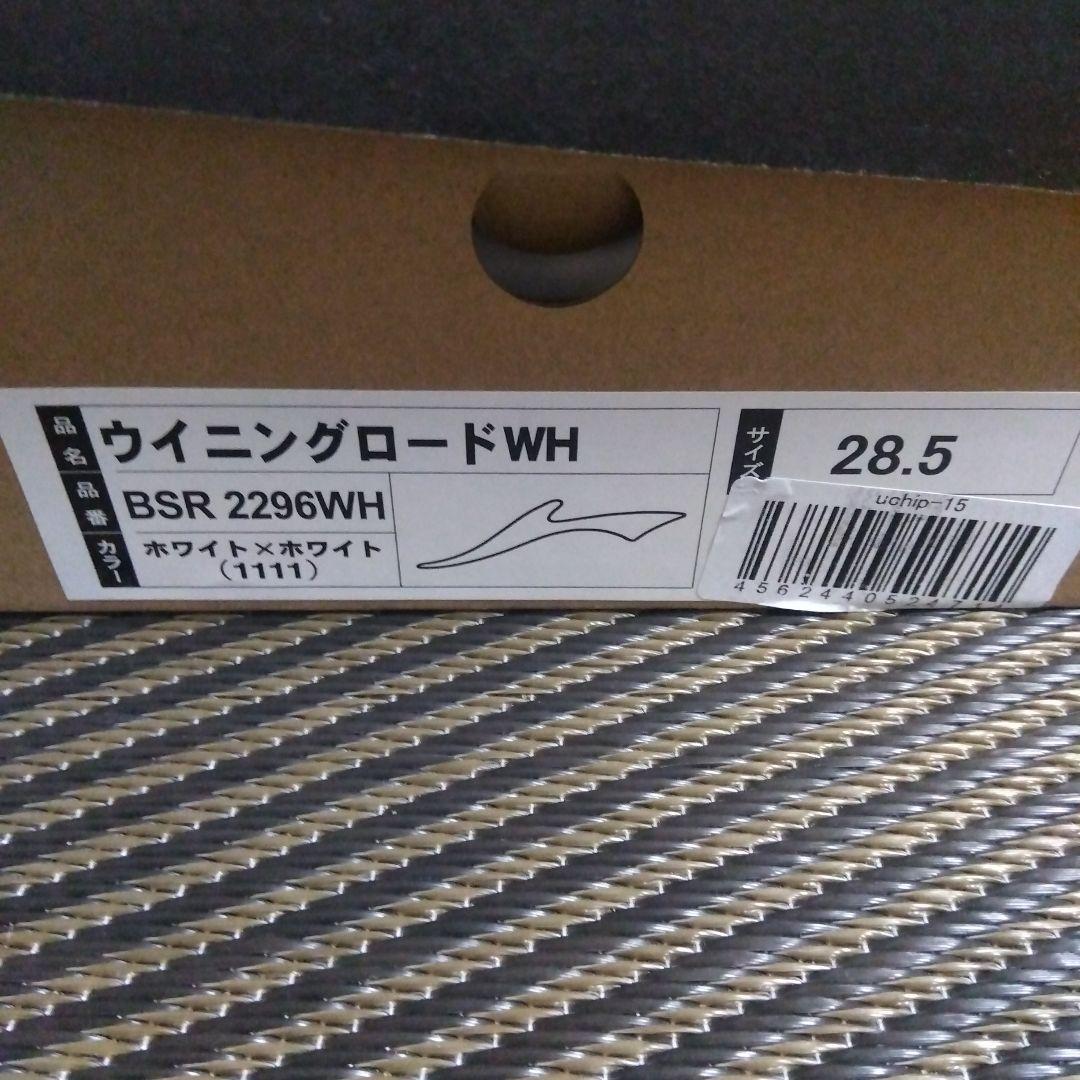 品名 ウイニングロードWH
品番 BSR 2296WH
カラー ホワイト×ホワイト
(1111)
サイズ 28.5
uchip-15